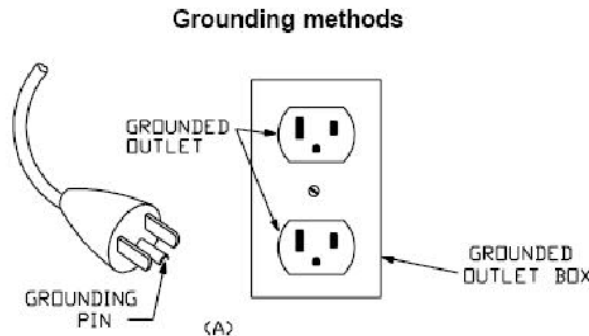 Grounding methods
GROUNDED
OUTLET
GROUNDED
OUTLET BOX
GROUNDING
PIN
(A)